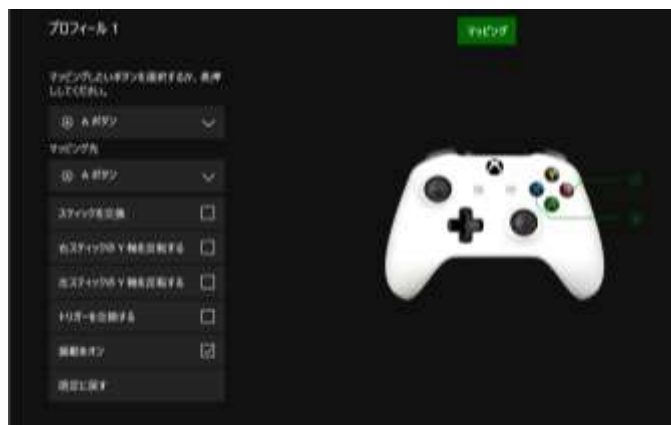 プロフィール 1
マッピング
マッピングしたいボタンを選択するか、長押
ししてください。
A ボタン
マッピング先
A ボタン
スティックを交換
右スティックの Y 軸を反転する
左スティックの Y 軸を反転する
トリガーを交換する
振動をオン
既定に戻す